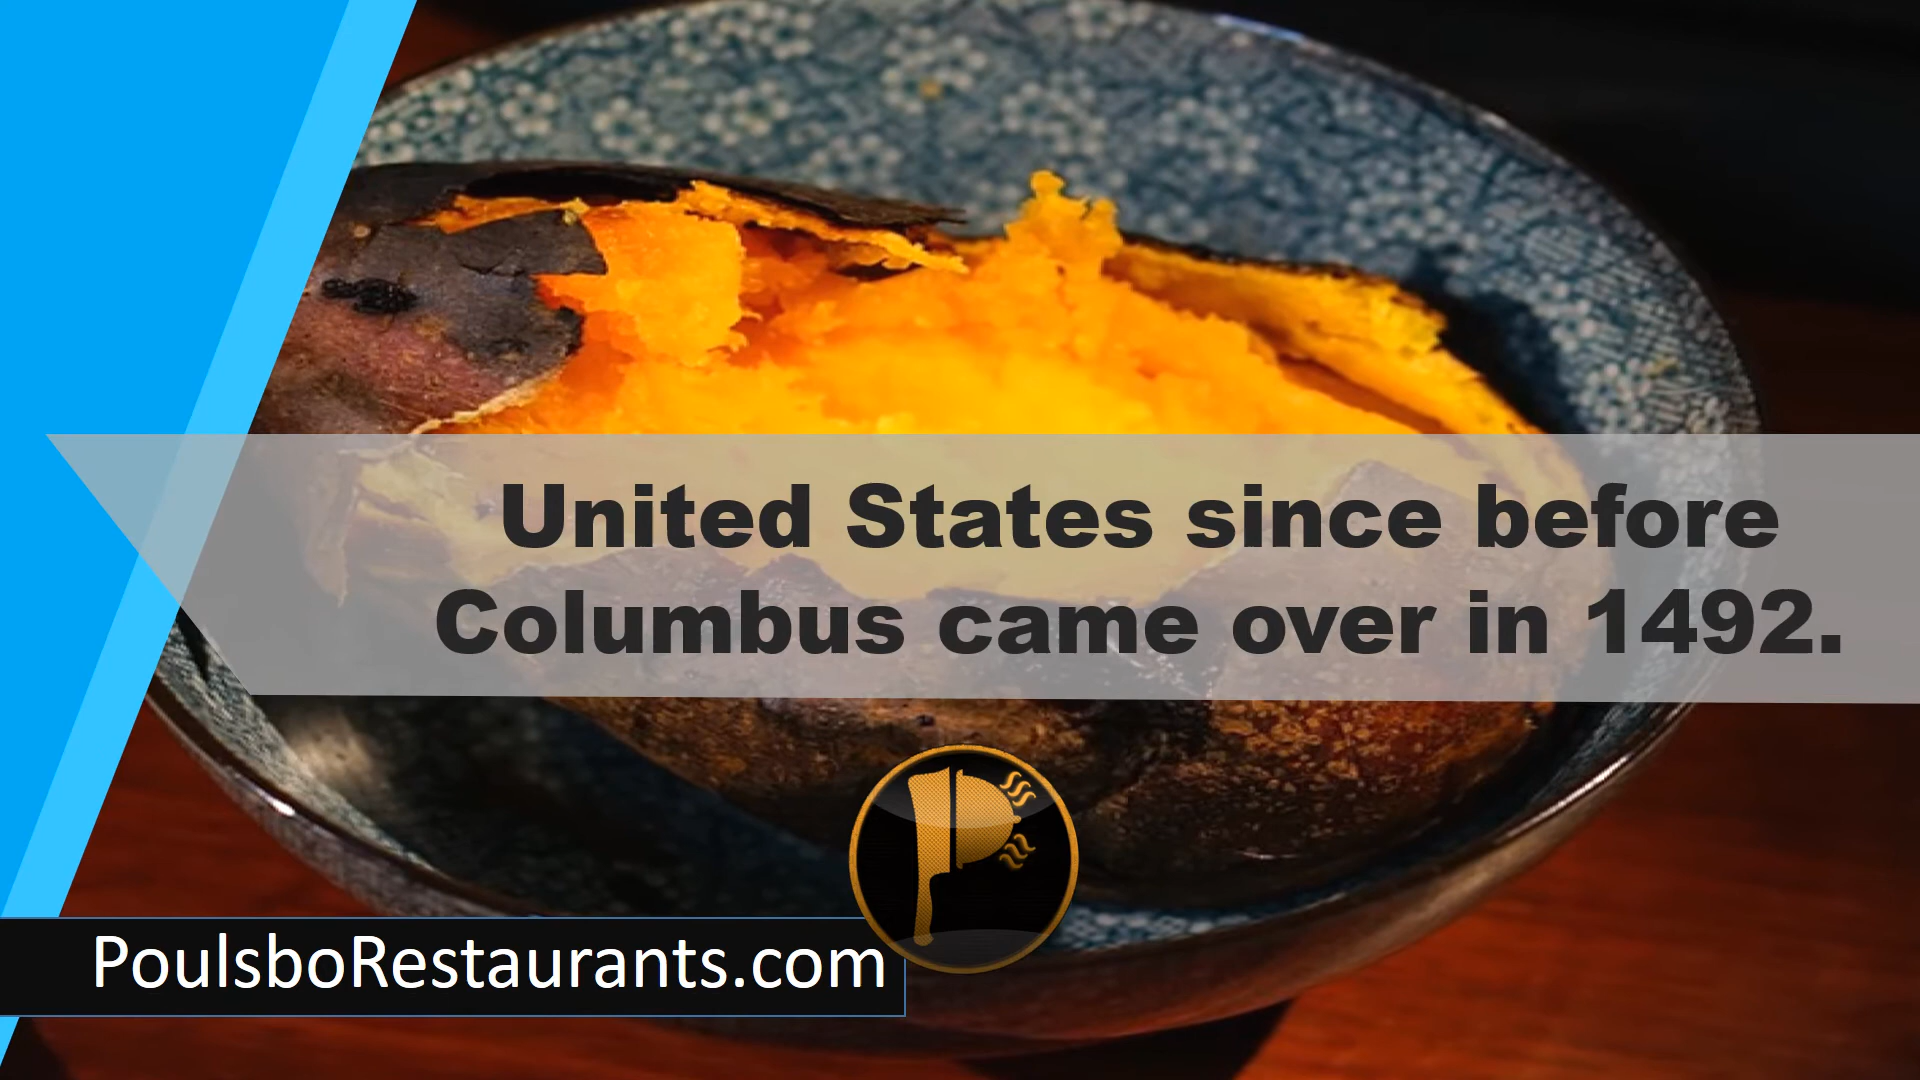 United States since before
Columbus came over in 1492.
PoulsboRestaurants.com